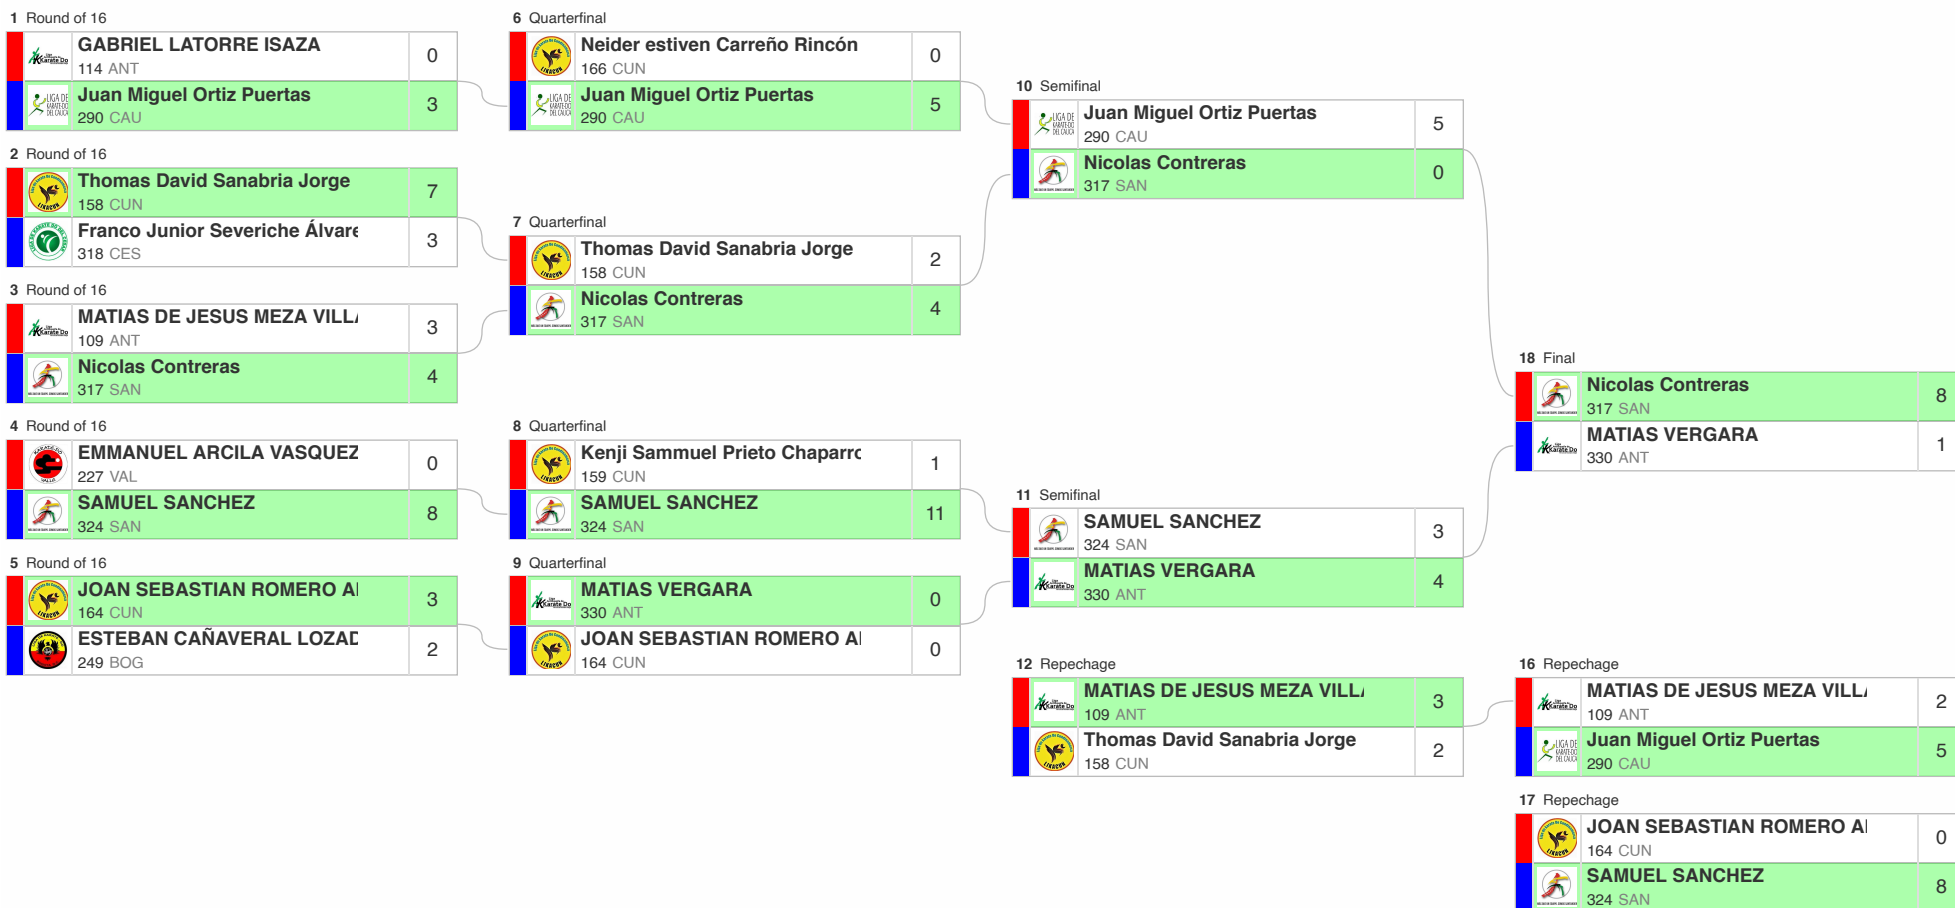 1 Round of 16
GABRIEL LATORRE ISAZA 0
114 ANT
Juan Miguel Ortiz Puertas 3
290 CAU
2 Round of 16
Thomas David Sanabria Jorge 7
158 CUN
Franco Junior Severiche Álvare 3
318 CES
3 Round of 16
MATIAS DE JESUS MEZA VILL 3
109 ANT
Nicolas Contreras 4
317 SAN
4 Round of 16
EMMANUEL ARCILA VASQUEZ 0
227 VAL
SAMUEL SANCHEZ 8
324 SAN
5 Round of 16
JOAN SEBASTIAN ROMERO 3
164 CUN
ESTEBAN CAÑAVERAL LOZAD 2
249 BOG
6 Quarterfinal
Neider estiven Carreño Rincón 0
166 CUN
Juan Miguel Ortiz Puertas 5
290 CAU
7 Quarterfinal
Thomas David Sanabria Jorge 2
158 CUN
Nicolas Contreras 4
317 SAN
8 Quarterfinal
Kenji Sammuel Prieto Chaparro 1
159 CUN
SAMUEL SANCHEZ 11
324 SAN
9 Quarterfinal
MATIAS VERGARA 0
330 ANT
JOAN SEBASTIAN ROMERO 0
164 CUN
10 Semifinal
Juan Miguel Ortiz Puertas 5
290 CAU
Nicolas Contreras 0
317 SAN
11 Semifinal
SAMUEL SANCHEZ 3
324 SAN
MATIAS VERGARA 4
330 ANT
12 Repechage
MATIAS DE JESUS MEZA VILL 3
109 ANT
Thomas David Sanabria Jorge 2
158 CUN
18 Final
Nicolas Contreras 8
317 SAN
MATIAS VERGARA 1
330 ANT
16 Repechage
MATIAS DE JESUS MEZA VILL 2
109 ANT
Juan Miguel Ortiz Puertas 5
290 CAU
17 Repechage
JOAN SEBASTIAN ROMERO 0
164 CUN
SAMUEL SANCHEZ 8
324 SAN